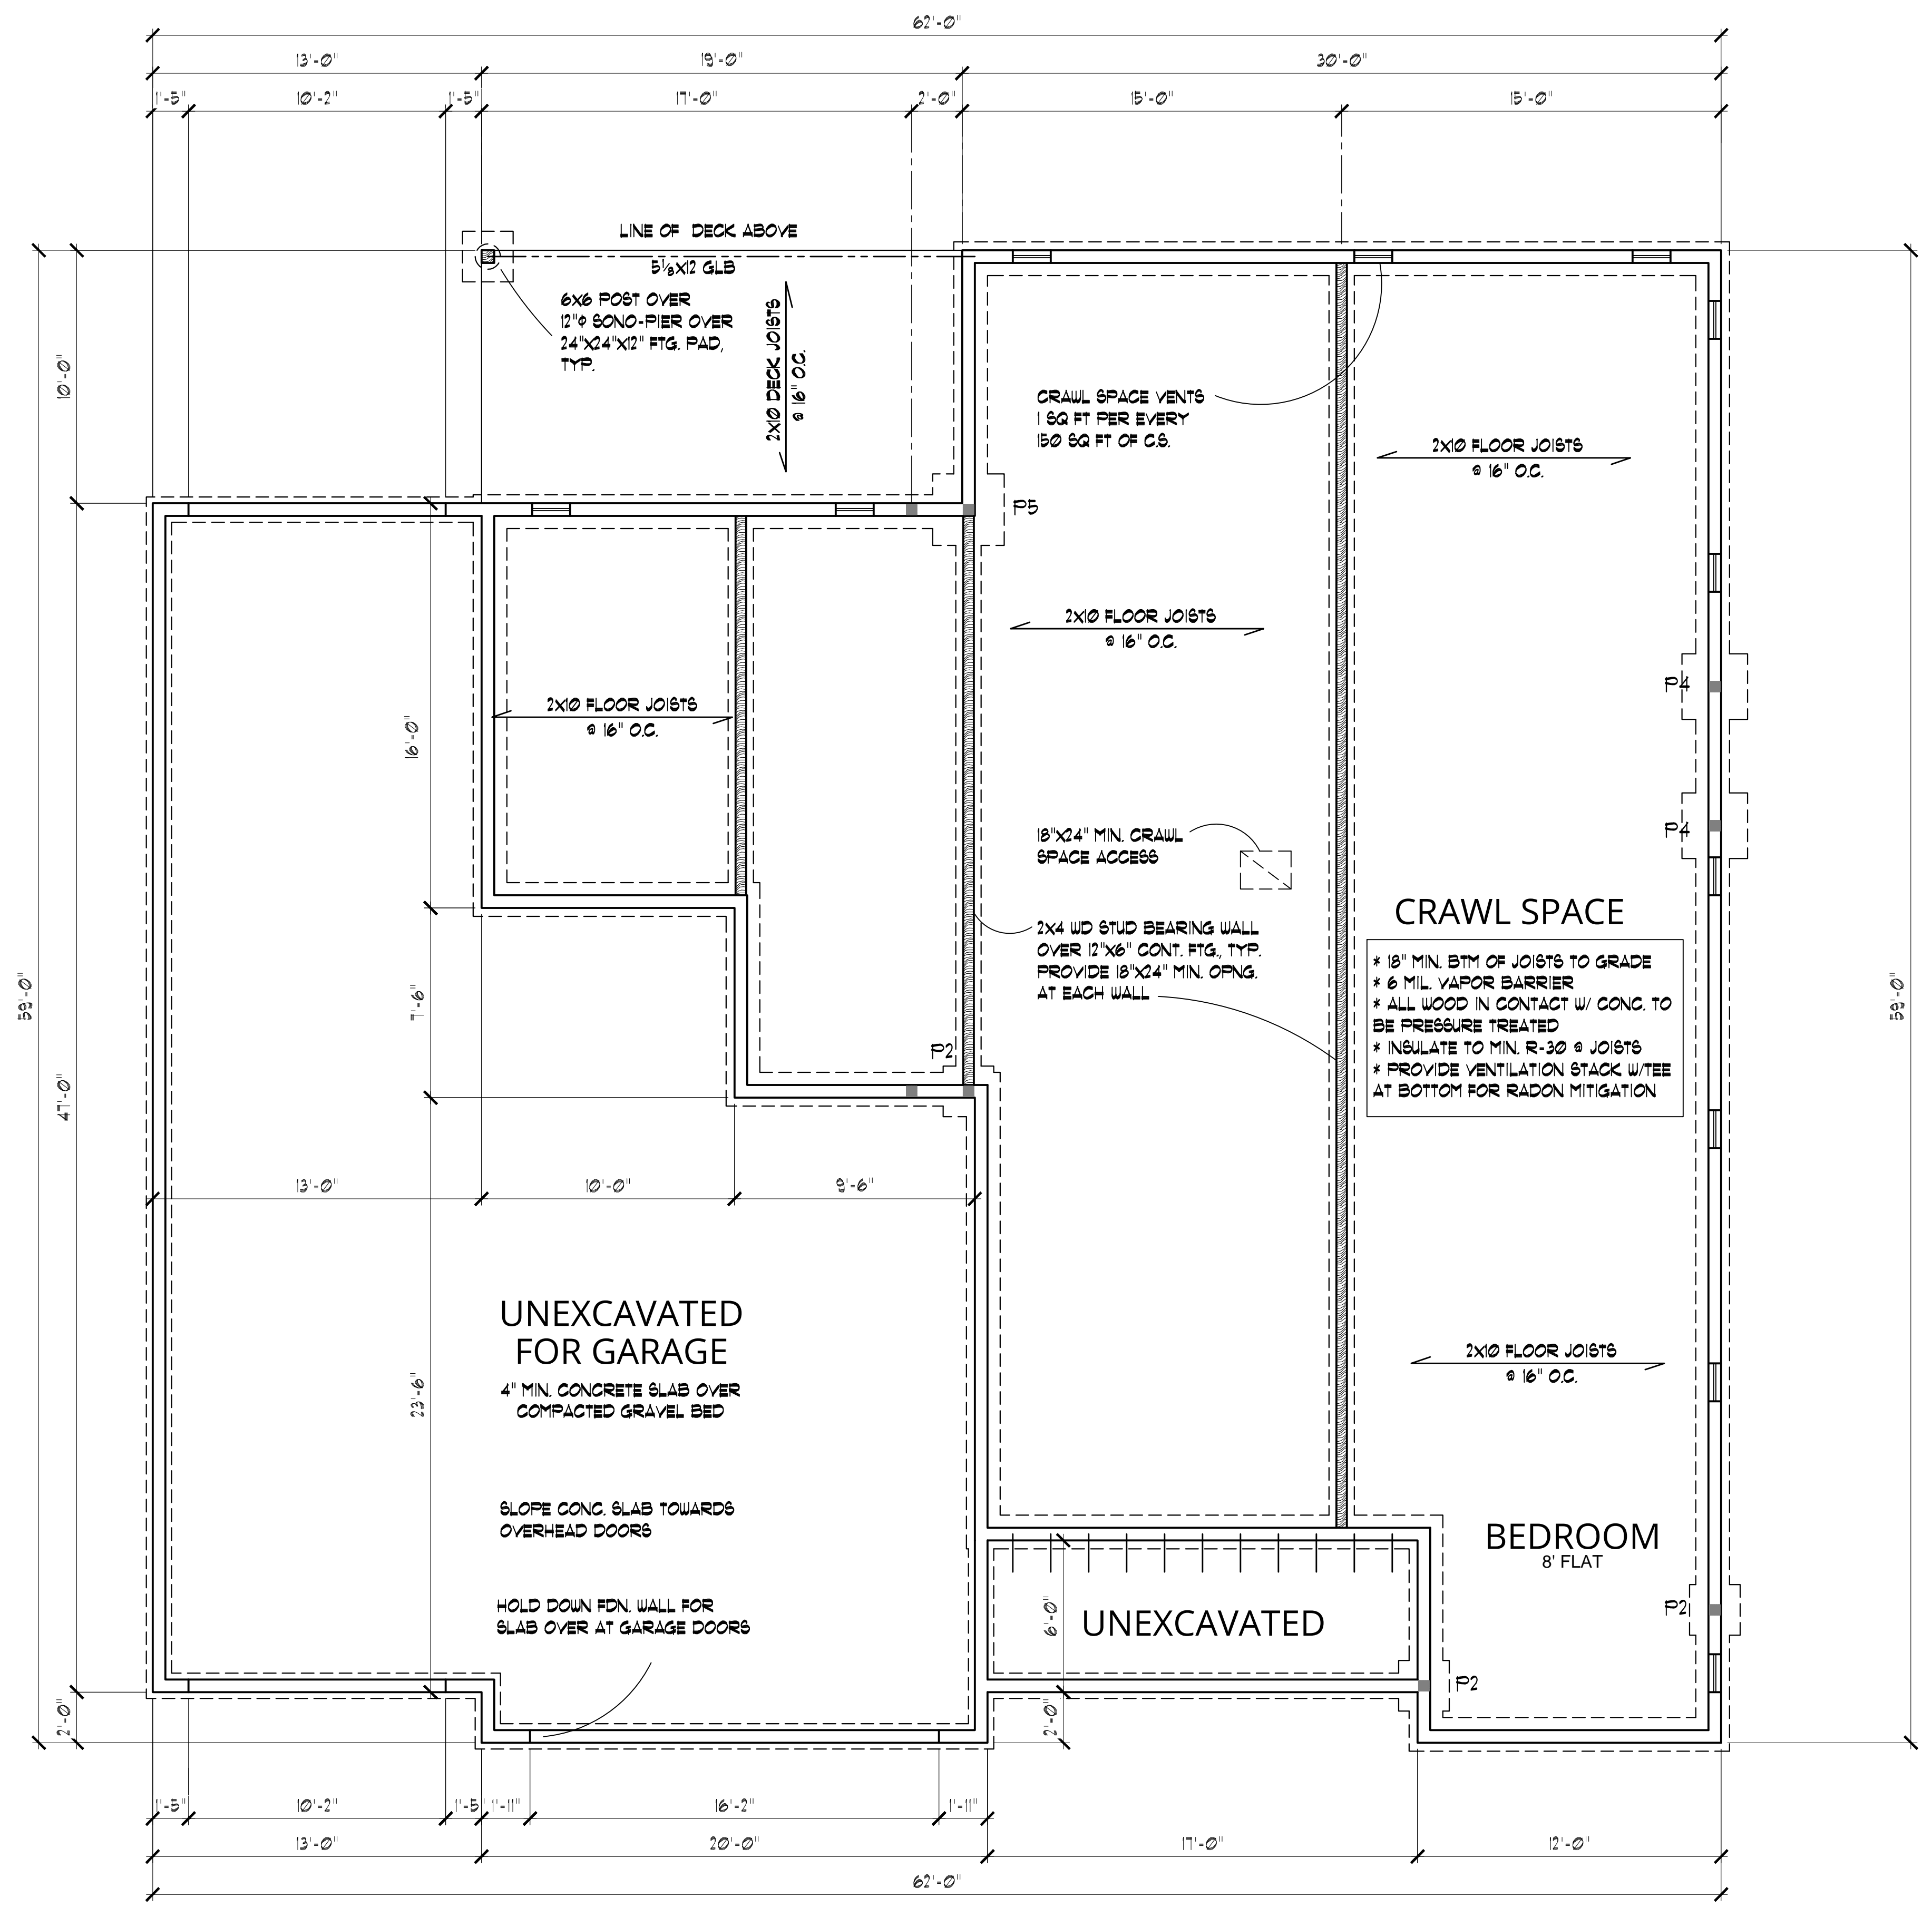 62'-0"
13'-0" 19'-0" 30'-0"
1'-5" 10'-2" 1'-5" 17'-0" 2'-0" 15'-0" 15'-0"
LINE OF DECK ABOVE
5⅛X12 GLB
6X6 POST OVER
12"Φ SONO-PIER OVER
24"X24"X12" FTG. PAD,
TYP.
2X10 DECK JOISTS
@ 16" O.C.
10'-0"
CRAWL SPACE VENTS
1 SQ FT PER EVERY
150 SQ FT OF C.S.
2X10 FLOOR JOISTS
@ 16" O.C.
P5
2X10 FLOOR JOISTS
@ 16" O.C.
P4
2X10 FLOOR JOISTS
@ 16" O.C.
16'-0"
P4
18"X24" MIN. CRAWL
SPACE ACCESS
CRAWL SPACE
2X4 WD STUD BEARING WALL
OVER 12"X6" CONT. FTG., TYP.
PROVIDE 18"X24" MIN. OPNG.
AT EACH WALL
* 18" MIN. BTM OF JOISTS TO GRADE
* 6 MIL. VAPOR BARRIER
* ALL WOOD IN CONTACT W/ CONC. TO
BE PRESSURE TREATED
* INSULATE TO MIN. R-30 @ JOISTS
* PROVIDE VENTILATION STACK W/TEE
AT BOTTOM FOR RADON MITIGATION
59'-0"
7'-6"
59'-0"
P2
47'-0"
13'-0" 10'-0" 9'-6"
UNEXCAVATED
FOR GARAGE
4" MIN. CONCRETE SLAB OVER
COMPACTED GRAVEL BED
23'-6"
2X10 FLOOR JOISTS
@ 16" O.C.
SLOPE CONC. SLAB TOWARDS
OVERHEAD DOORS
BEDROOM
8' FLAT
HOLD DOWN FDN. WALL FOR
SLAB OVER AT GARAGE DOORS
6'-0"
UNEXCAVATED
P2
P2
2'-0"
2'-0"
1'-5" 10'-2" 1'-5" 1'-11" 16'-2" 1'-11"
13'-0" 20'-0" 17'-0" 12'-0"
62'-0"